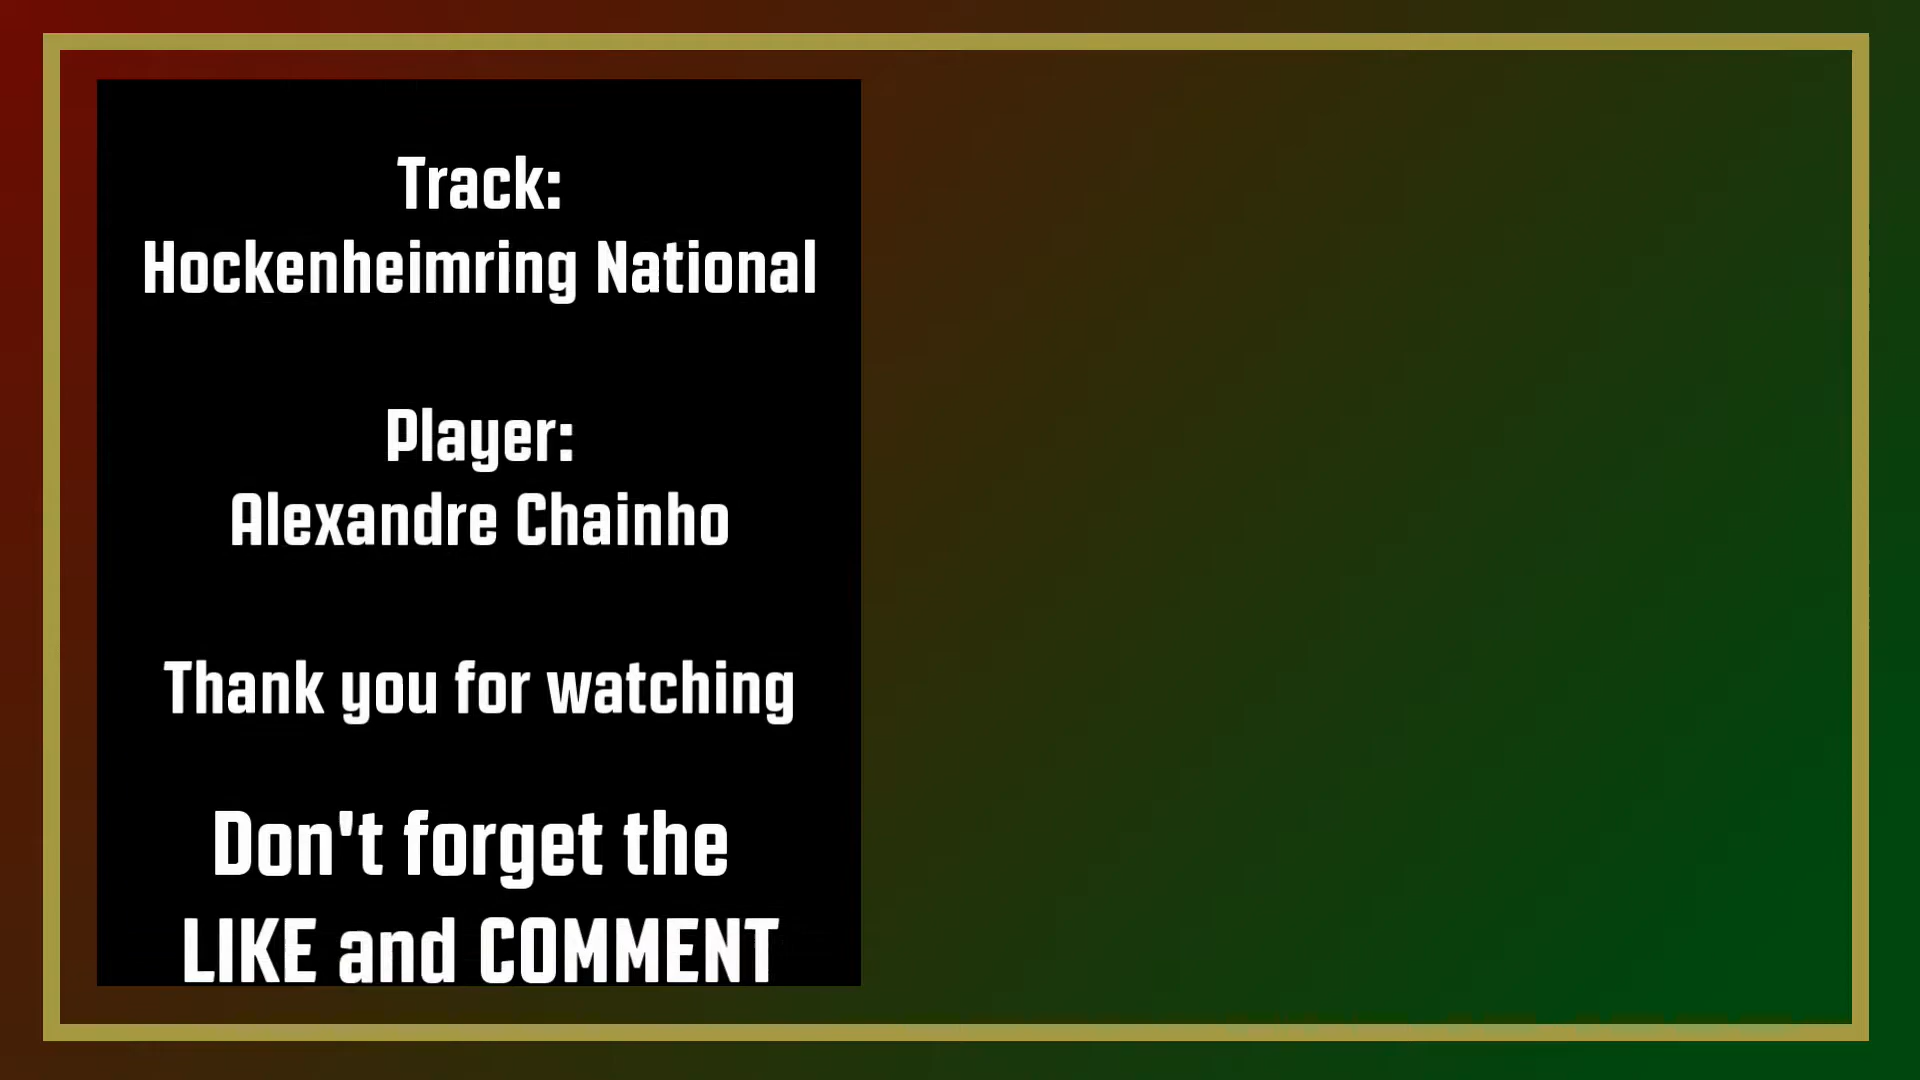 Track:
Hockenheimring National
Player:
Alexandre Chainho
Thank you for watching
Don't forget the
LIKE and COMMENT